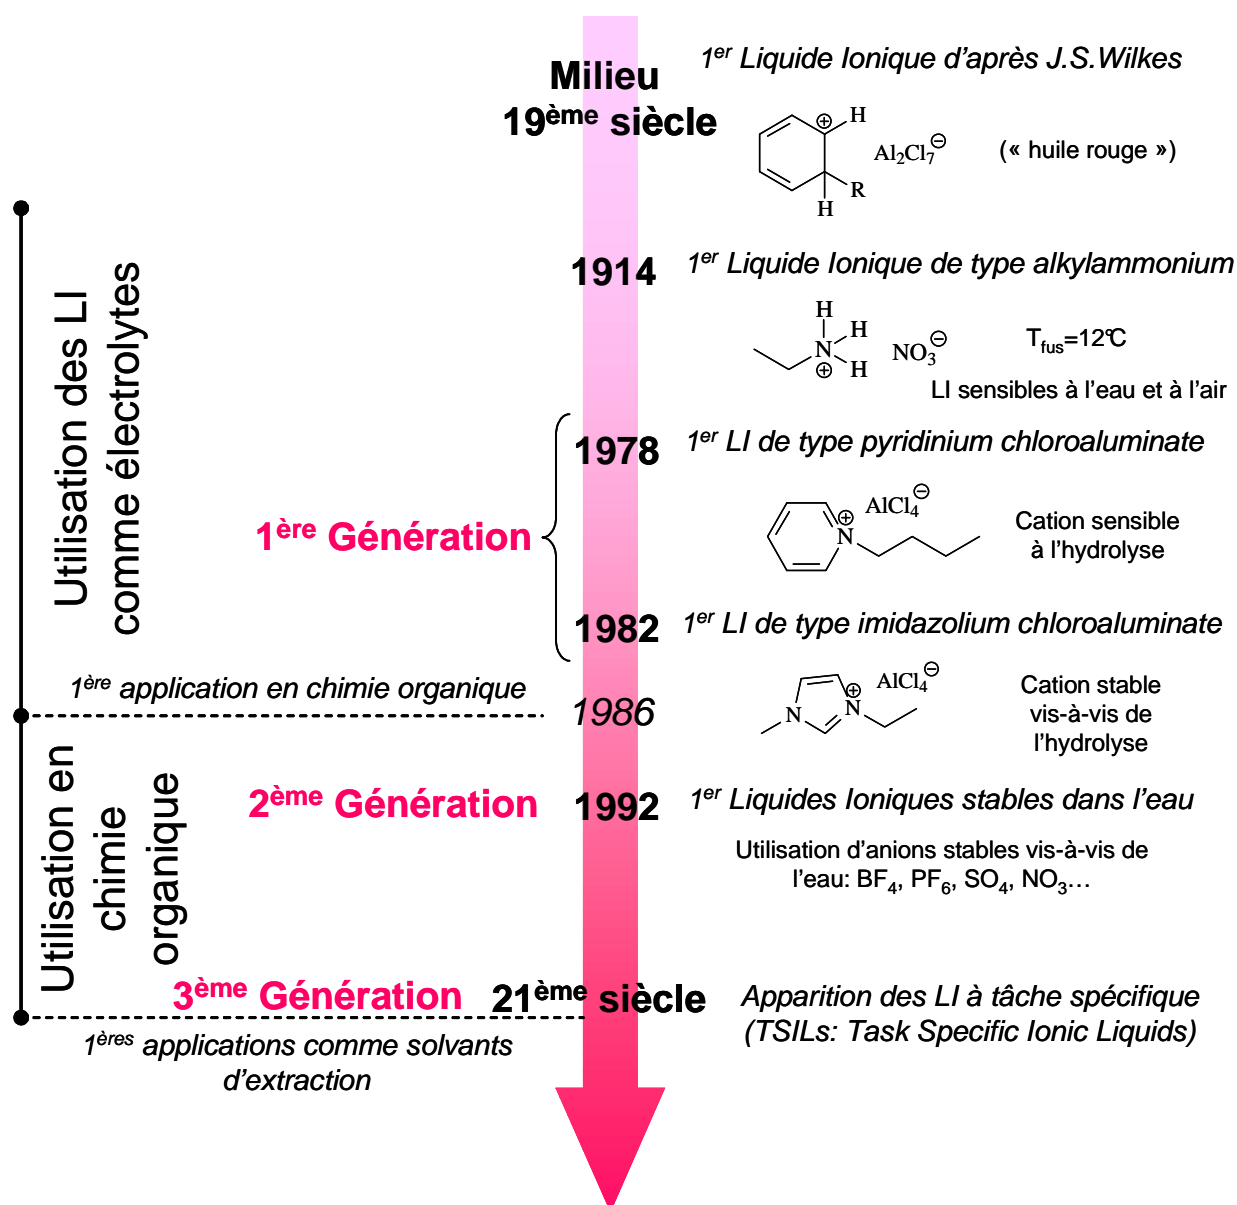 Milieu
19ème siècle
1er Liquide Ionique d'après J.S.Wilkes
H
⊕
R
H
Al2Cl7⊖
(« huile rouge »)
1914
1er Liquide Ionique de type alkylammonium
H
H
N
⊕
H
NO3⊖
Tfus=12°C
LI sensibles à l'eau et à l'air
Utilisation des LI
comme électrolytes
1ère Génération
1978
1er LI de type pyridinium chloroaluminate
⊕
N
AlCl4⊖
Cation sensible
à l'hydrolyse
1982
1er LI de type imidazolium chloroaluminate
⊕
N
N
AlCl4⊖
Cation stable
vis-à-vis de
l'hydrolyse
1ère application en chimie organique
1986
Utilisation en
chimie
organique
2ème Génération
1992
1er Liquides Ioniques stables dans l'eau
Utilisation d'anions stables vis-à-vis de
l'eau: BF4, PF6, SO4, NO3…
3ème Génération
21ème siècle
Apparition des LI à tâche spécifique
(TSILs: Task Specific Ionic Liquids)
1ères applications comme solvants
d'extraction